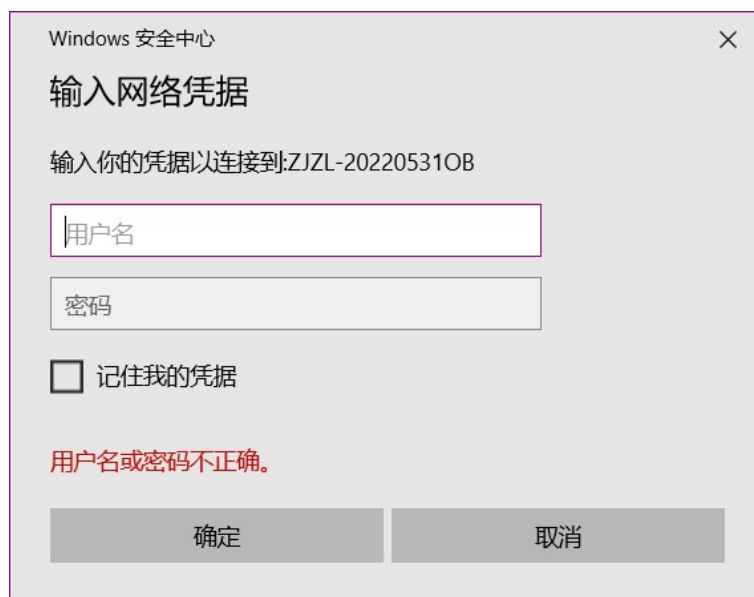 Windows 安全中心
输入网络凭据
输入你的凭据以连接到:ZJZL-20220531OB
用户名
密码
记住我的凭据
用户名或密码不正确。
确定
取消